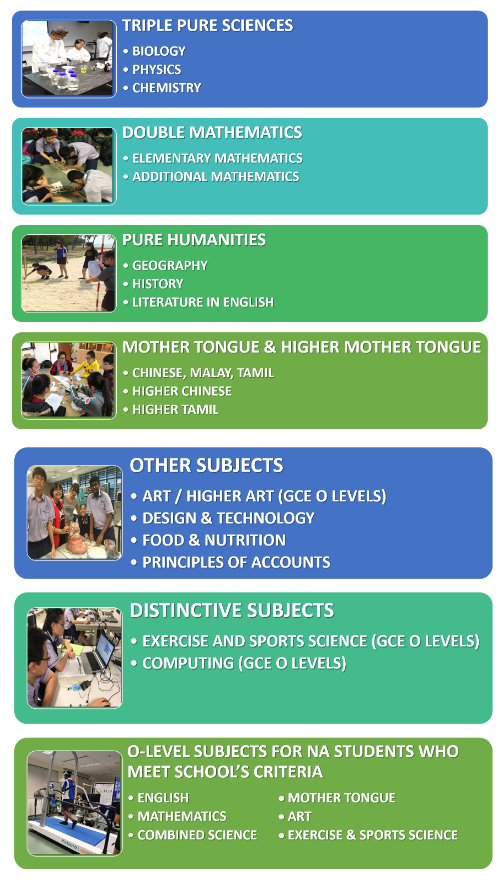 TRIPLE PURE SCIENCES
• BIOLOGY
• PHYSICS
• CHEMISTRY
DOUBLE MATHEMATICS
• ELEMENTARY MATHEMATICS
• ADDITIONAL MATHEMATICS
PURE HUMANITIES
• GEOGRAPHY
• HISTORY
• LITERATURE IN ENGLISH
MOTHER TONGUE & HIGHER MOTHER TONGUE
• CHINESE, MALAY, TAMIL
• HIGHER CHINESE
• HIGHER TAMIL
OTHER SUBJECTS
• ART / HIGHER ART (GCE O LEVELS)
• DESIGN & TECHNOLOGY
• FOOD & NUTRITION
• PRINCIPLES OF ACCOUNTS
DISTINCTIVE SUBJECTS
• EXERCISE AND SPORTS SCIENCE (GCE O LEVELS)
• COMPUTING (GCE O LEVELS)
O-LEVEL SUBJECTS FOR NA STUDENTS WHO
MEET SCHOOL'S CRITERIA
• ENGLISH
• MATHEMATICS
• COMBINED SCIENCE
• MOTHER TONGUE
• ART
• EXERCISE & SPORTS SCIENCE